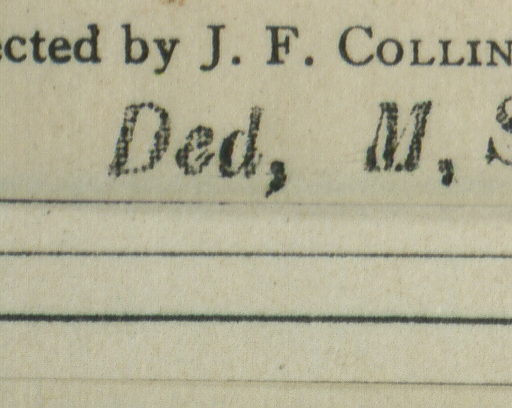 ected by J. F. COLLIN
Ded, M, S